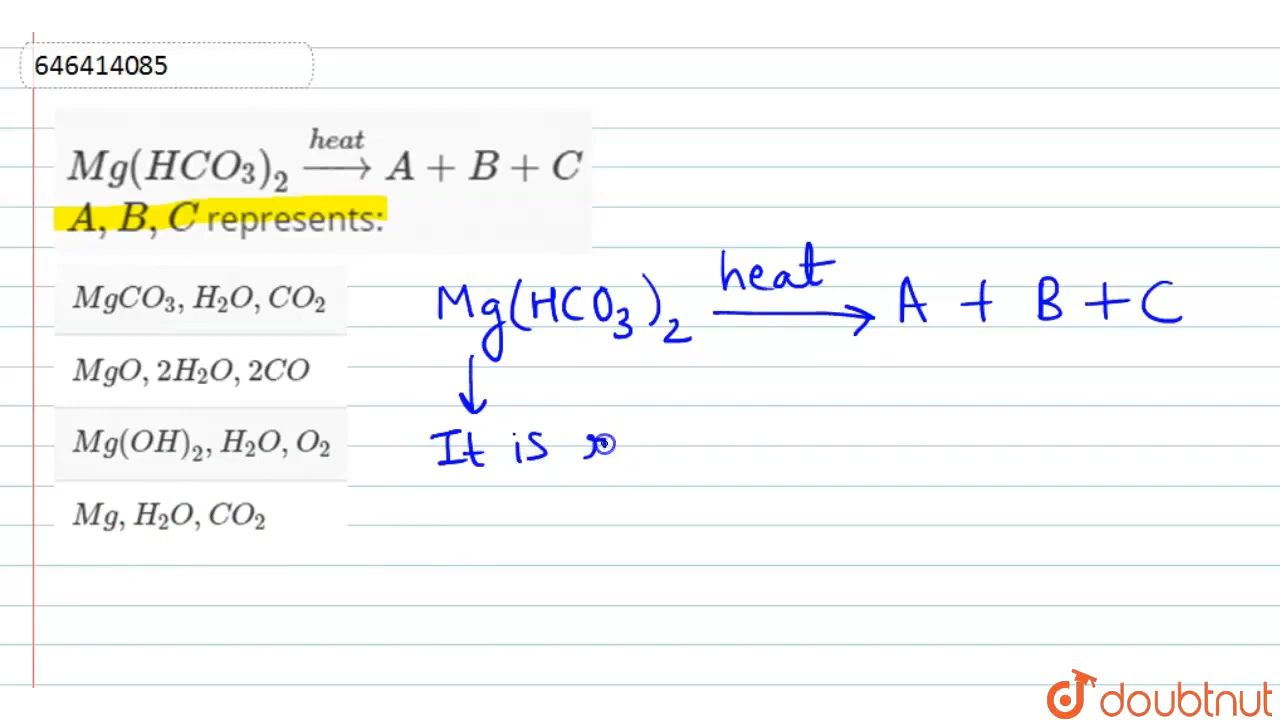 646414085
Mg(HCO₃)₂ —heat→ A + B + C
A, B, C represents:
MgCO₃, H₂O, CO₂
MgO, 2H₂O, 2CO
Mg(OH)₂, H₂O, O₂
Mg, H₂O, CO₂
Mg(HCO₃)₂ —heat→ A + B + C
↓
It is
doubtnut